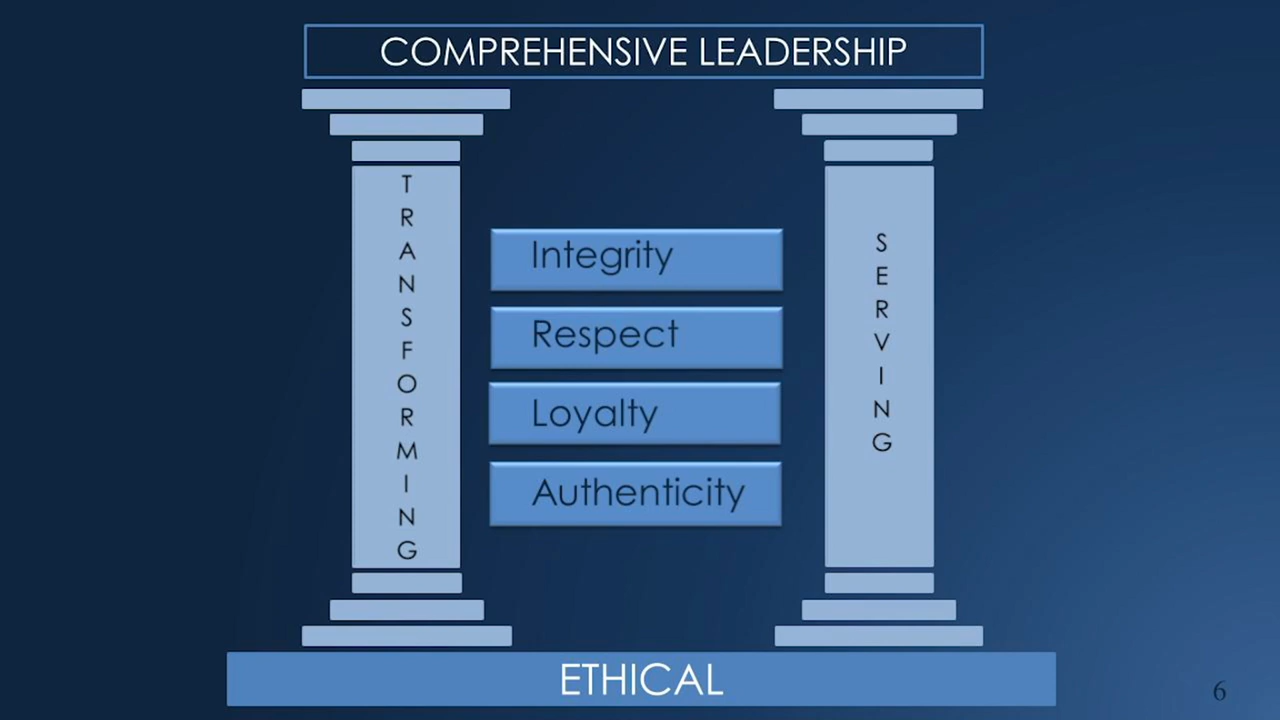 COMPREHENSIVE LEADERSHIP
TRANSFORMING
Integrity
Respect
Loyalty
Authenticity
SERVING
ETHICAL
6